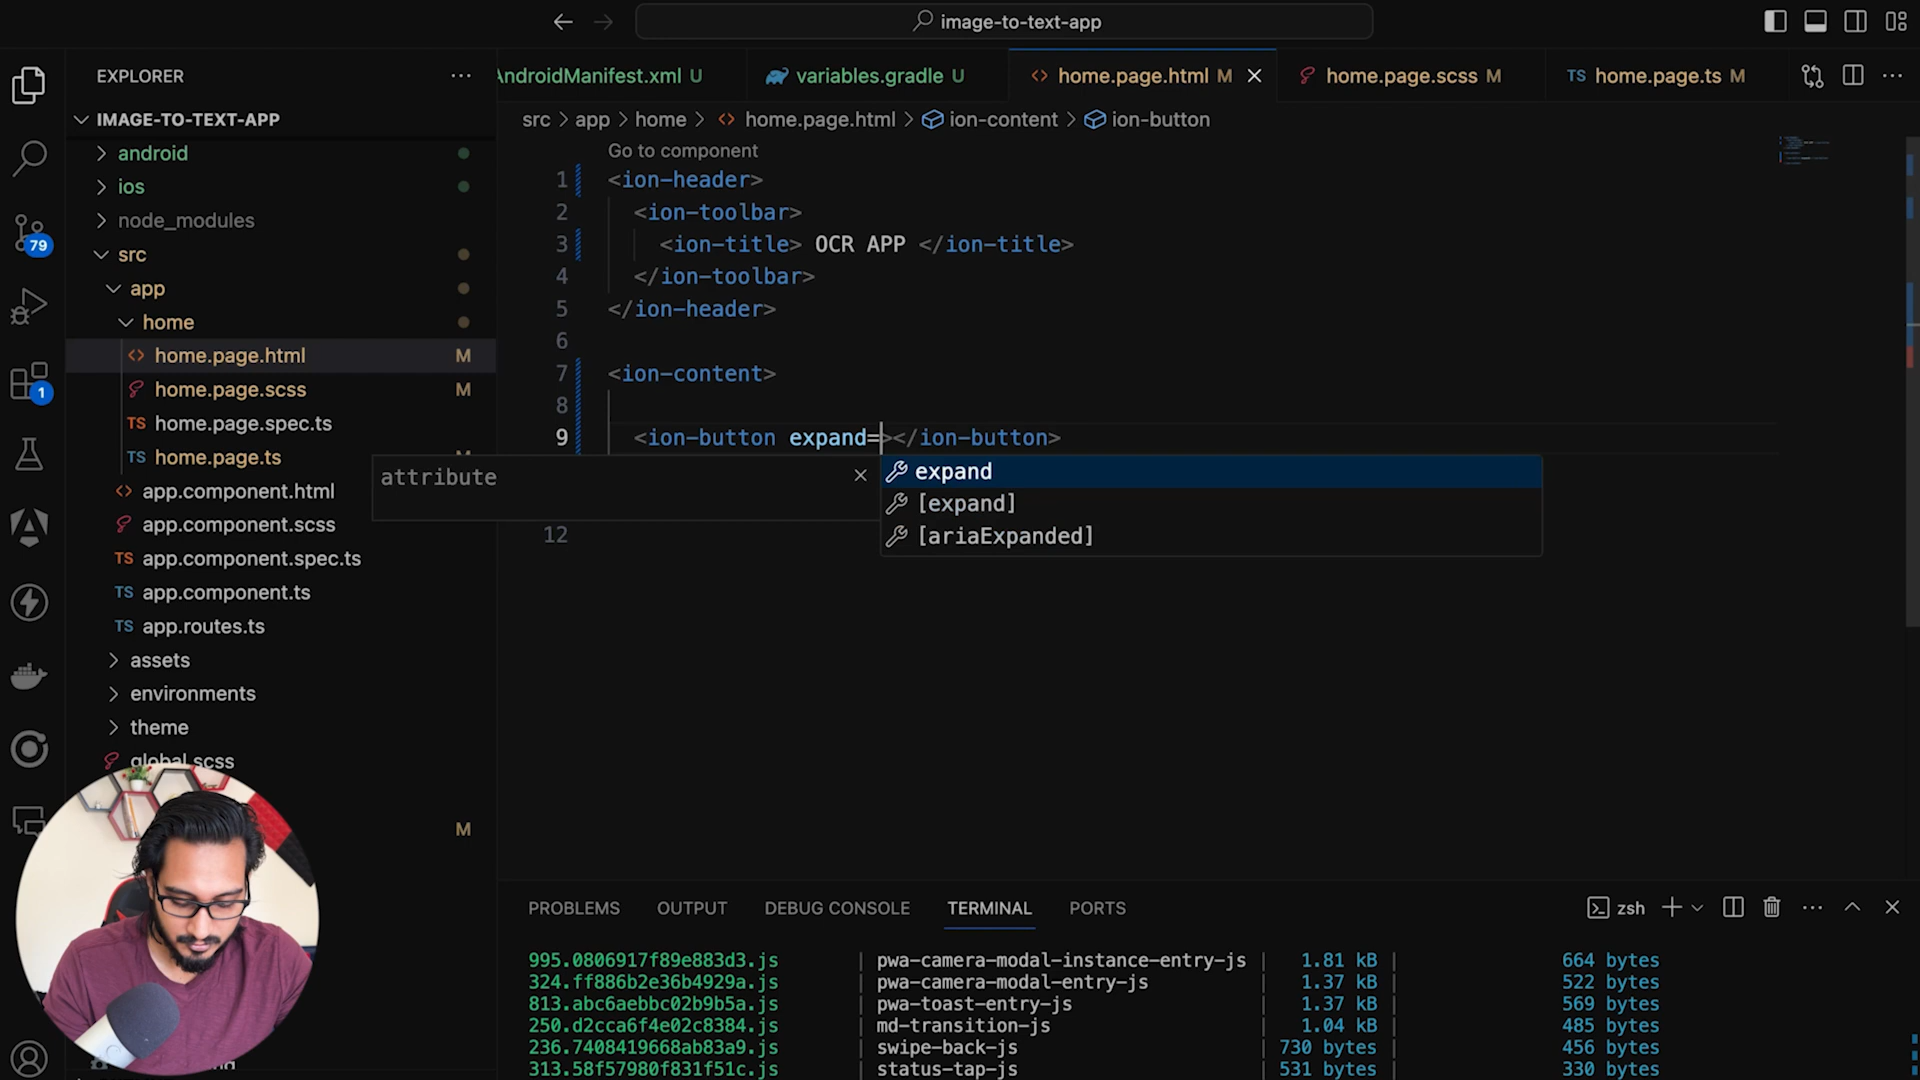 image-to-text-app
EXPLORER
AndroidManifest.xml U
variables.gradle U
home.page.html M
home.page.scss M
TS home.page.ts M
IMAGE-TO-TEXT-APP
src > app > home > home.page.html > ion-content > ion-button
android
ios
node_modules
src
app
home
home.page.html M
home.page.scss M
TS home.page.spec.ts
TS home.page.ts
app.component.html
app.component.scss
TS app.component.spec.ts
TS app.component.ts
TS app.routes.ts
assets
environments
theme
global.scss
M
79
1
Go to component
1 <ion-header>
2 <ion-toolbar>
3 <ion-title> OCR APP </ion-title>
4 </ion-toolbar>
5 </ion-header>
6
7 <ion-content>
8
9 <ion-button expand=></ion-button>
attribute
expand
[expand]
[ariaExpanded]
12
PROBLEMS OUTPUT DEBUG CONSOLE TERMINAL PORTS
zsh
995.0806917f89e883d3.js | pwa-camera-modal-instance-entry-js | 1.81 kB | 664 bytes
324.ff886b2e36b4929a.js | pwa-camera-modal-entry-js | 1.37 kB | 522 bytes
813.abc6aebbc02b9b5a.js | pwa-toast-entry-js | 1.37 kB | 569 bytes
250.d2cca6f4e02c8384.js | md-transition-js | 1.04 kB | 485 bytes
236.7408419668ab83a9.js | swipe-back-js | 730 bytes | 456 bytes
313.58f57980f831f51c.js | status-tap-js | 531 bytes | 330 bytes